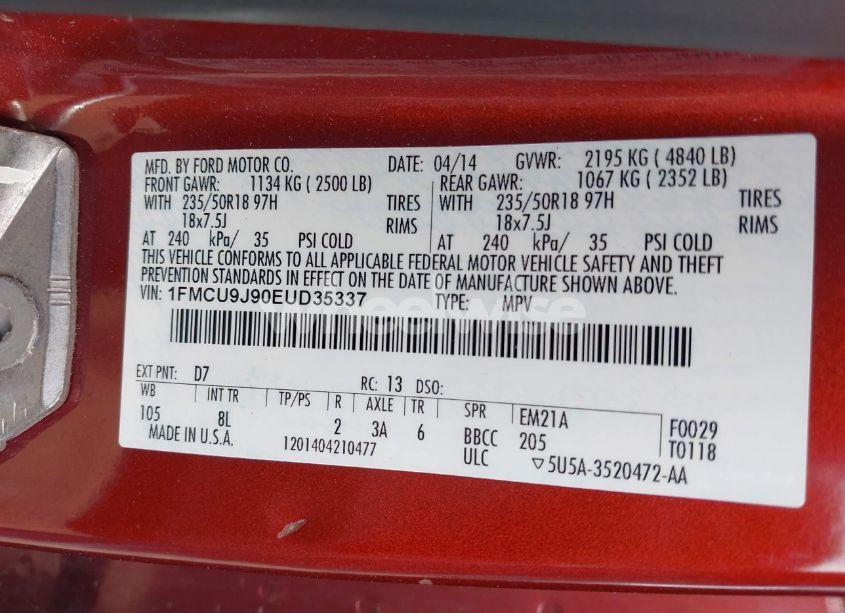 MFD. BY FORD MOTOR CO. DATE: 04/14 GVWR: 2195 KG ( 4840 LB)
FRONT GAWR: 1134 KG ( 2500 LB) REAR GAWR: 1067 KG ( 2352 LB)
WITH 235/50R18 97H TIRES WITH 235/50R18 97H TIRES
18x7.5J RIMS 18x7.5J RIMS
AT 240 kPa/ 35 PSI COLD AT 240 kPa/ 35 PSI COLD
THIS VEHICLE CONFORMS TO ALL APPLICABLE FEDERAL MOTOR VEHICLE SAFETY AND THEFT
PREVENTION STANDARDS IN EFFECT ON THE DATE OF MANUFACTURE SHOWN ABOVE.
VIN: 1FMCU9J90EUD35337 TYPE: MPV
wheelwise
EXT PNT: D7 RC: 13 DSO:
WB INT TR TP/PS R AXLE TR SPR EM21A F0029
105 8L 2 3A 6 BBCC 205 T0118
MADE IN U.S.A. 1201404210477 ULC ▽5U5A-3520472-AA